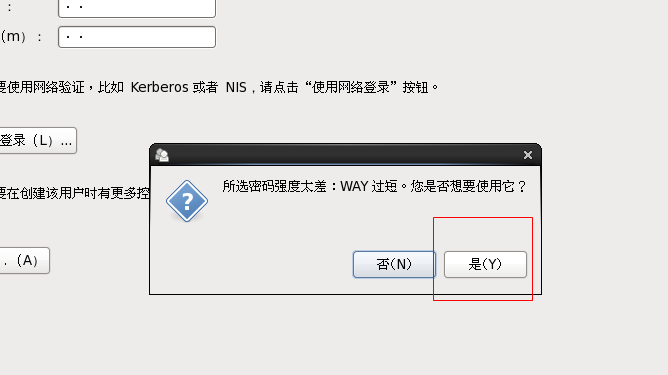 ：
(m)：
要使用网络验证，比如 Kerberos 或者 NIS，请点击“使用网络登录”按钮。
登录（L）...
要在创建该用户时有更多控
所选密码强度太差：WAY 过短。您是否想要使用它？
.（A）
否(N)
是(Y)